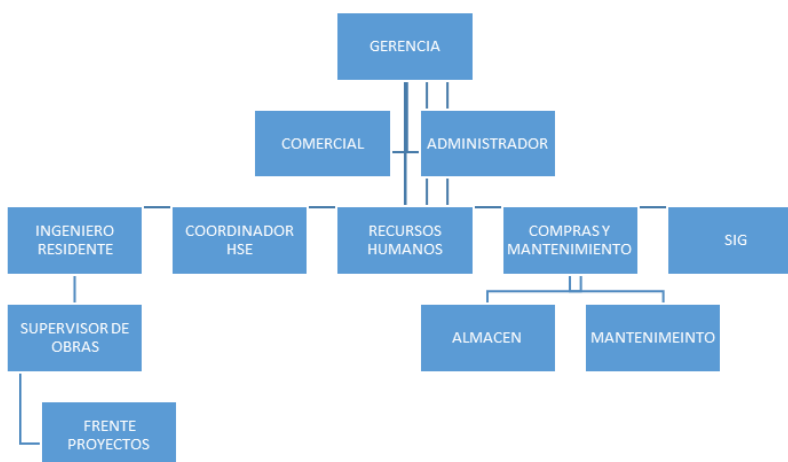 GERENCIA
COMERCIAL
ADMINISTRADOR
INGENIERO
RESIDENTE
COORDINADOR
HSE
RECURSOS
HUMANOS
COMPRAS Y
MANTENIMIENTO
SIG
SUPERVISOR DE
OBRAS
ALMACEN
MANTENIMEINTO
FRENTE
PROYECTOS